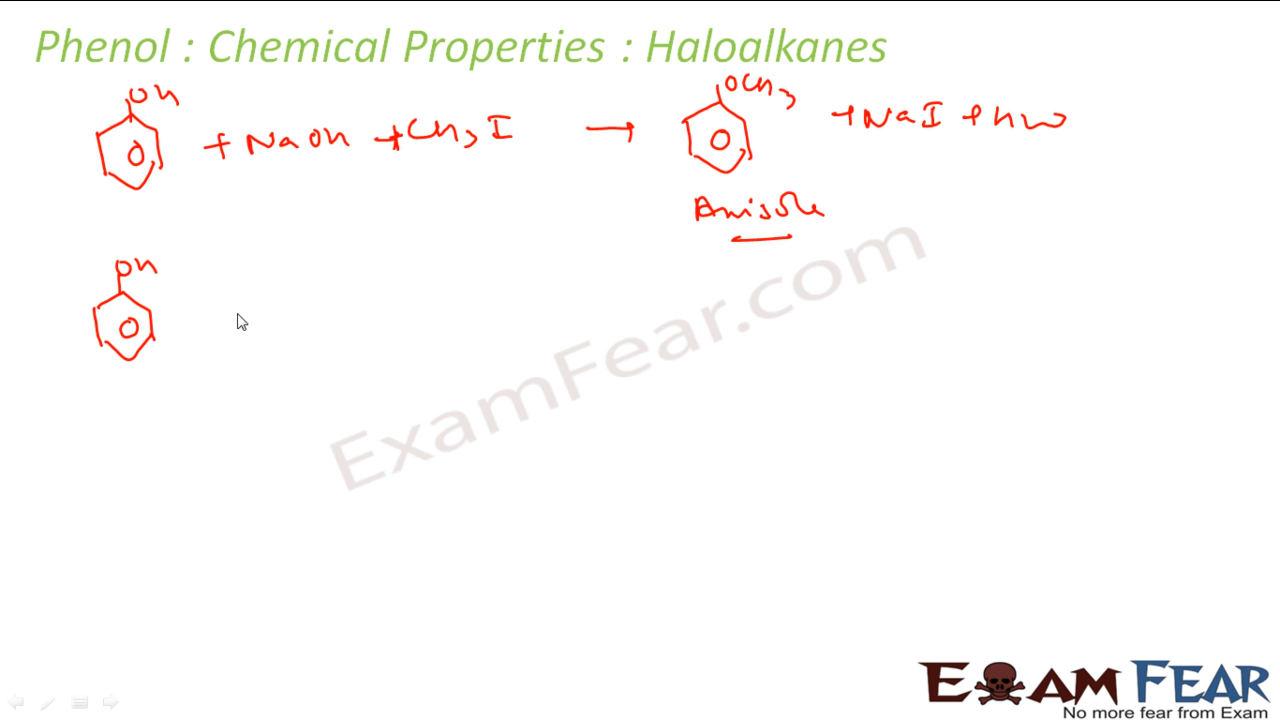 Phenol : Chemical Properties : Haloalkanes
OH OCH3
+ NaOH + CH3I → + NaI +
Anisole
OH
ExamFear.com
EXAM FEAR
No more fear from Exam